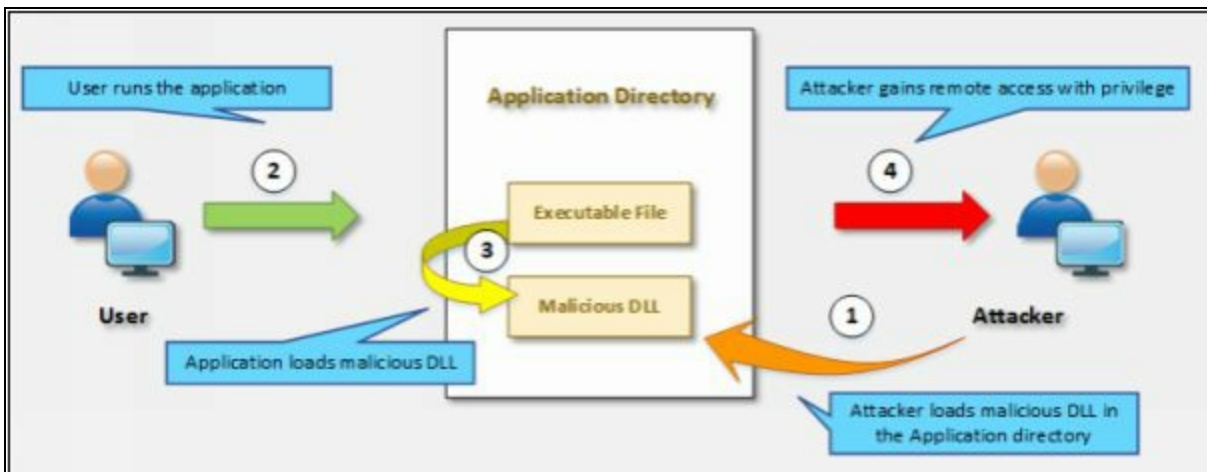 User runs the application
Application Directory
Attacker gains remote access with privilege
2
4
Executable File
3
Malicious DLL
User
1
Attacker
Application loads malicious DLL
Attacker loads malicious DLL in
the Application directory